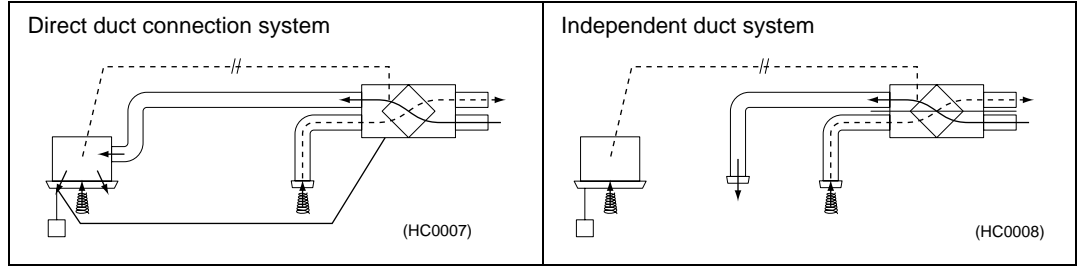 Direct duct connection system
(HC0007)
Independent duct system
(HC0008)